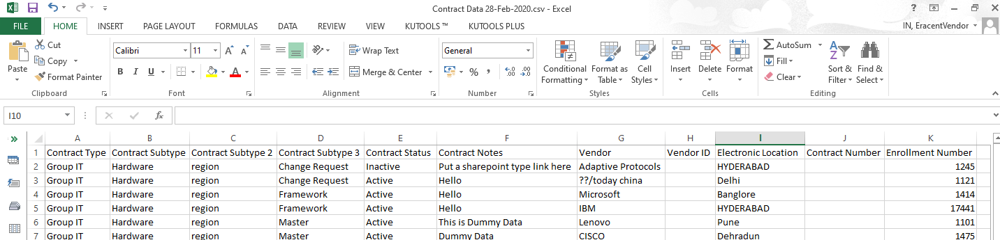 Contract Data 28-Feb-2020.csv - Excel
FILE HOME INSERT PAGE LAYOUT FORMULAS DATA REVIEW VIEW KUTOOLS ™ KUTOOLS PLUS IN, EracentVendor
Paste
Cut
Copy
Format Painter
Clipboard
Calibri 11
B I U
Font
Wrap Text
Merge & Center
Alignment
General
%
Number
Conditional Formatting
Format as Table
Cell Styles
Styles
Insert Delete Format
Cells
AutoSum
Fill
Clear
Sort & Filter
Find & Select
Editing
I10 fx
A B C D E F G H I J K
1 Contract Type Contract Subtype Contract Subtype 2 Contract Subtype 3 Contract Status Contract Notes Vendor Vendor ID Electronic Location Contract Number Enrollment Number
2 Group IT Hardware region Change Request Inactive Put a sharepoint type link here Adaptive Protocols HYDERABAD 1245
3 Group IT Hardware region Change Request Active Hello ??/today china Delhi 1121
4 Group IT Hardware region Framework Active Hello Microsoft Banglore 1414
5 Group IT Hardware region Framework Active Hello IBM HYDERABAD 17441
6 Group IT Hardware region Master Active This is Dummy Data Lenovo Pune 1101
7 Group IT Hardware region Master Active Dummy Data CISCO Dehradun 1475